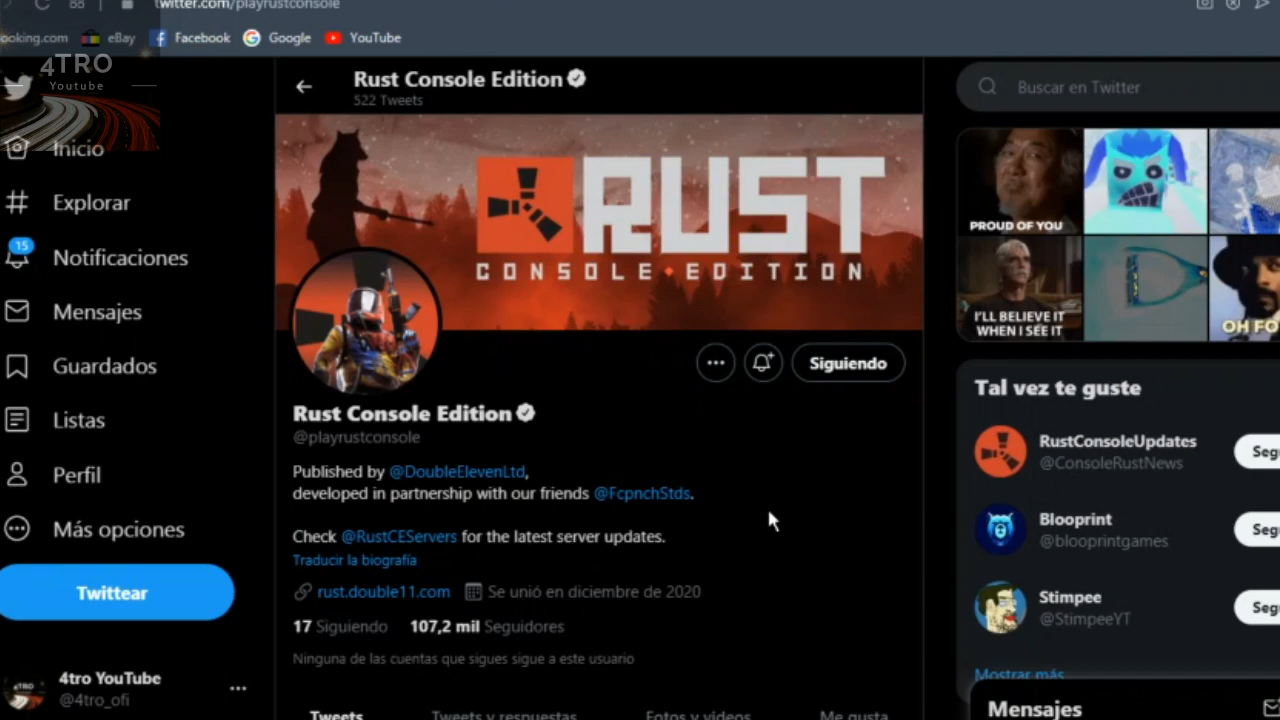 twitter.com/playrustconsole
ooking.com
eBay
Facebook
Google
YouTube
4TRO
Youtube
Inicio
Explorar
15
Notificaciones
Mensajes
Guardados
Listas
Perfil
Más opciones
Twittear
4tro YouTube
@4tro_ofi
Rust Console Edition
522 Tweets
RUST
CONSOLE EDITION
Siguiendo
Rust Console Edition
@playrustconsole
Published by @DoubleElevenLtd,
developed in partnership with our friends @FcpnchStds.
Check @RustCEServers for the latest server updates.
Traducir la biografía
rust.double11.com Se unió en diciembre de 2020
17 Siguiendo 107,2 mil Seguidores
Ninguna de las cuentas que sigues sigue a este usuario
Tweets Tweets y respuestas Fotos y vídeos Me gusta
Buscar en Twitter
PROUD OF YOU
I'LL BELIEVE IT
WHEN I SEE IT
OH FO
Tal vez te guste
RustConsoleUpdates
@ConsoleRustNews
Seg
Blooprint
@blooprintgames
Seg
Stimpee
@StimpeeYT
Seg
Mostrar más
Mensajes